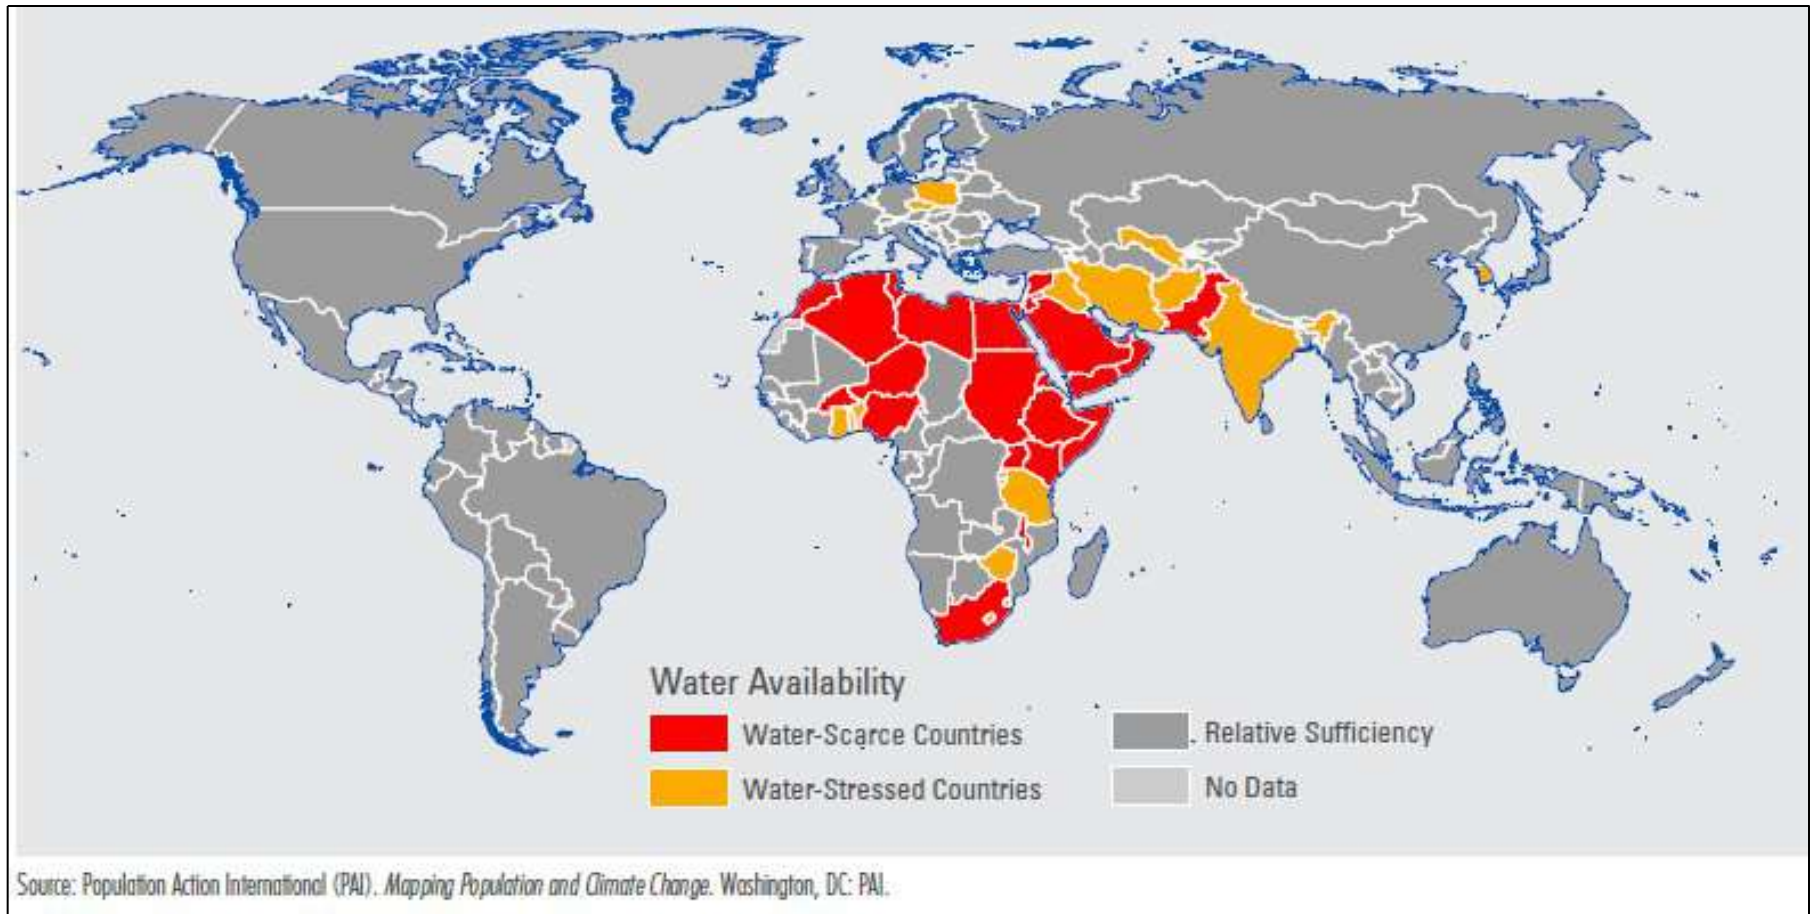 Water Availability
Water-Scarce Countries
Water-Stressed Countries
Relative Sufficiency
No Data
Source: Population Action International (PAI). Mapping Population and Climate Change. Washington, DC: PAI.